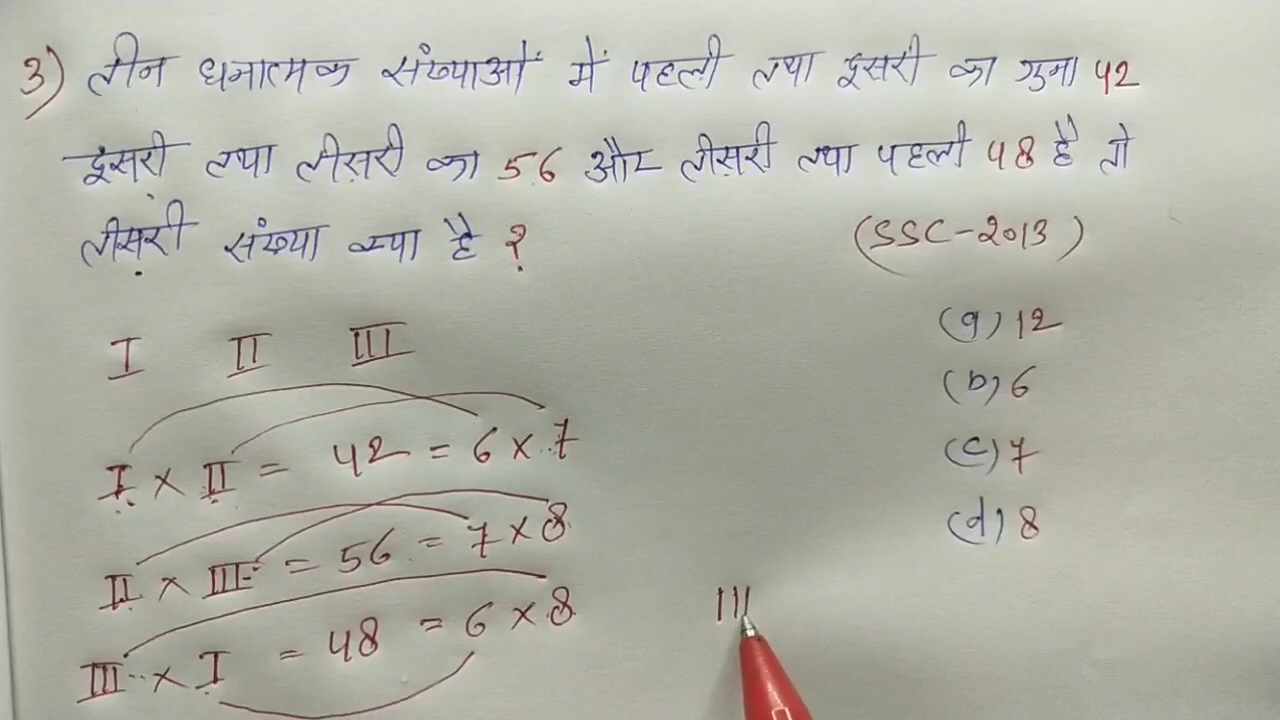 3) तीन धनात्मक संख्याओं में पहली तथा दूसरी का गुना 42
दूसरी तथा तीसरी का 56 और तीसरी तथा पहली 48 है तो
तीसरी संख्या क्या है ?
(SSC-2013)
(a) 12
(b) 6
(c) 7
(d) 8
I II III
I × II = 42 = 6 × 7
II × III = 56 = 7 × 8
III × I = 48 = 6 × 8
III